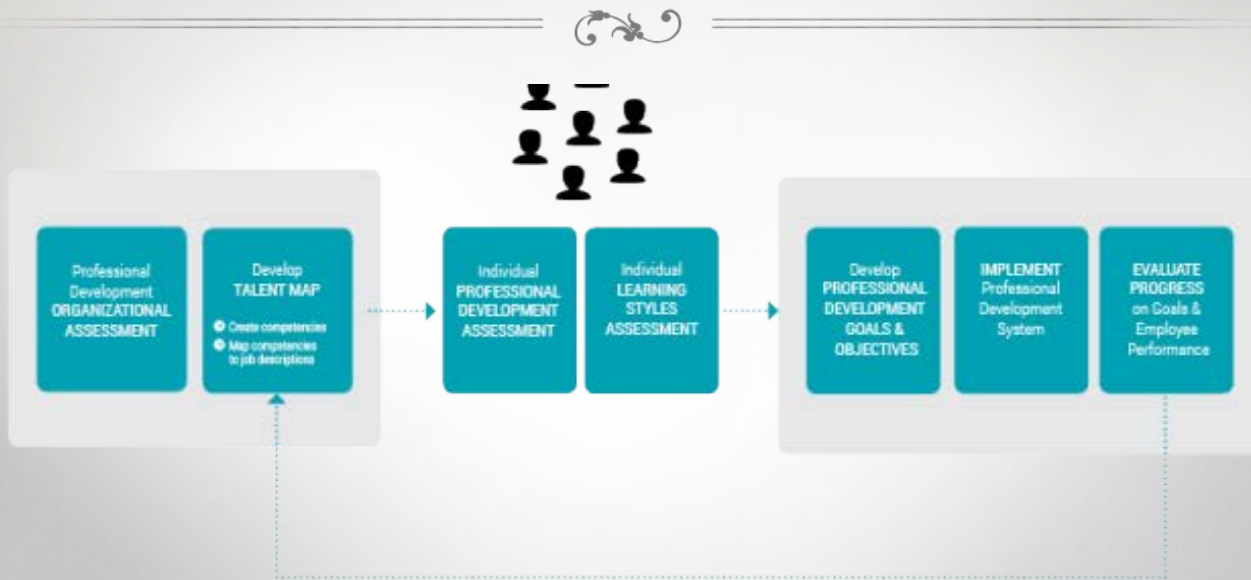 Professional
Development
ORGANIZATIONAL
ASSESSMENT
Develop
TALENT MAP
Create competencies
Map competencies
to job descriptions
Individual
PROFESSIONAL
DEVELOPMENT
ASSESSMENT
Individual
LEARNING
STYLES
ASSESSMENT
Develop
PROFESSIONAL
DEVELOPMENT
GOALS &
OBJECTIVES
IMPLEMENT
Professional
Development
System
EVALUATE
PROGRESS
on Goals &
Employee
Performance